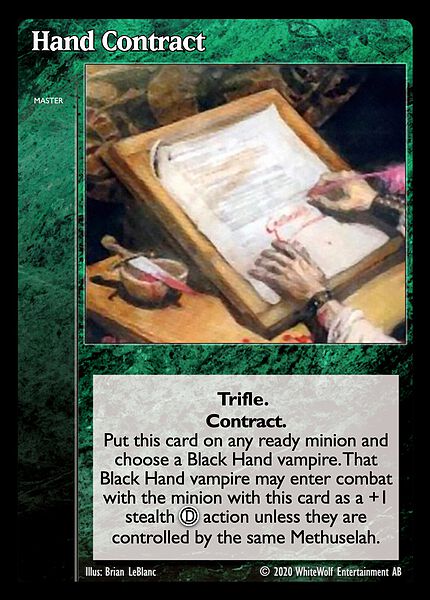 Hand Contract
MASTER
Trifle.
Contract.
Put this card on any ready minion and
choose a Black Hand vampire. That
Black Hand vampire may enter combat
with the minion with this card as a +1
stealth Ⓓ action unless they are
controlled by the same Methuselah.
Illus: Brian LeBlanc © 2020 WhiteWolf Entertainment AB